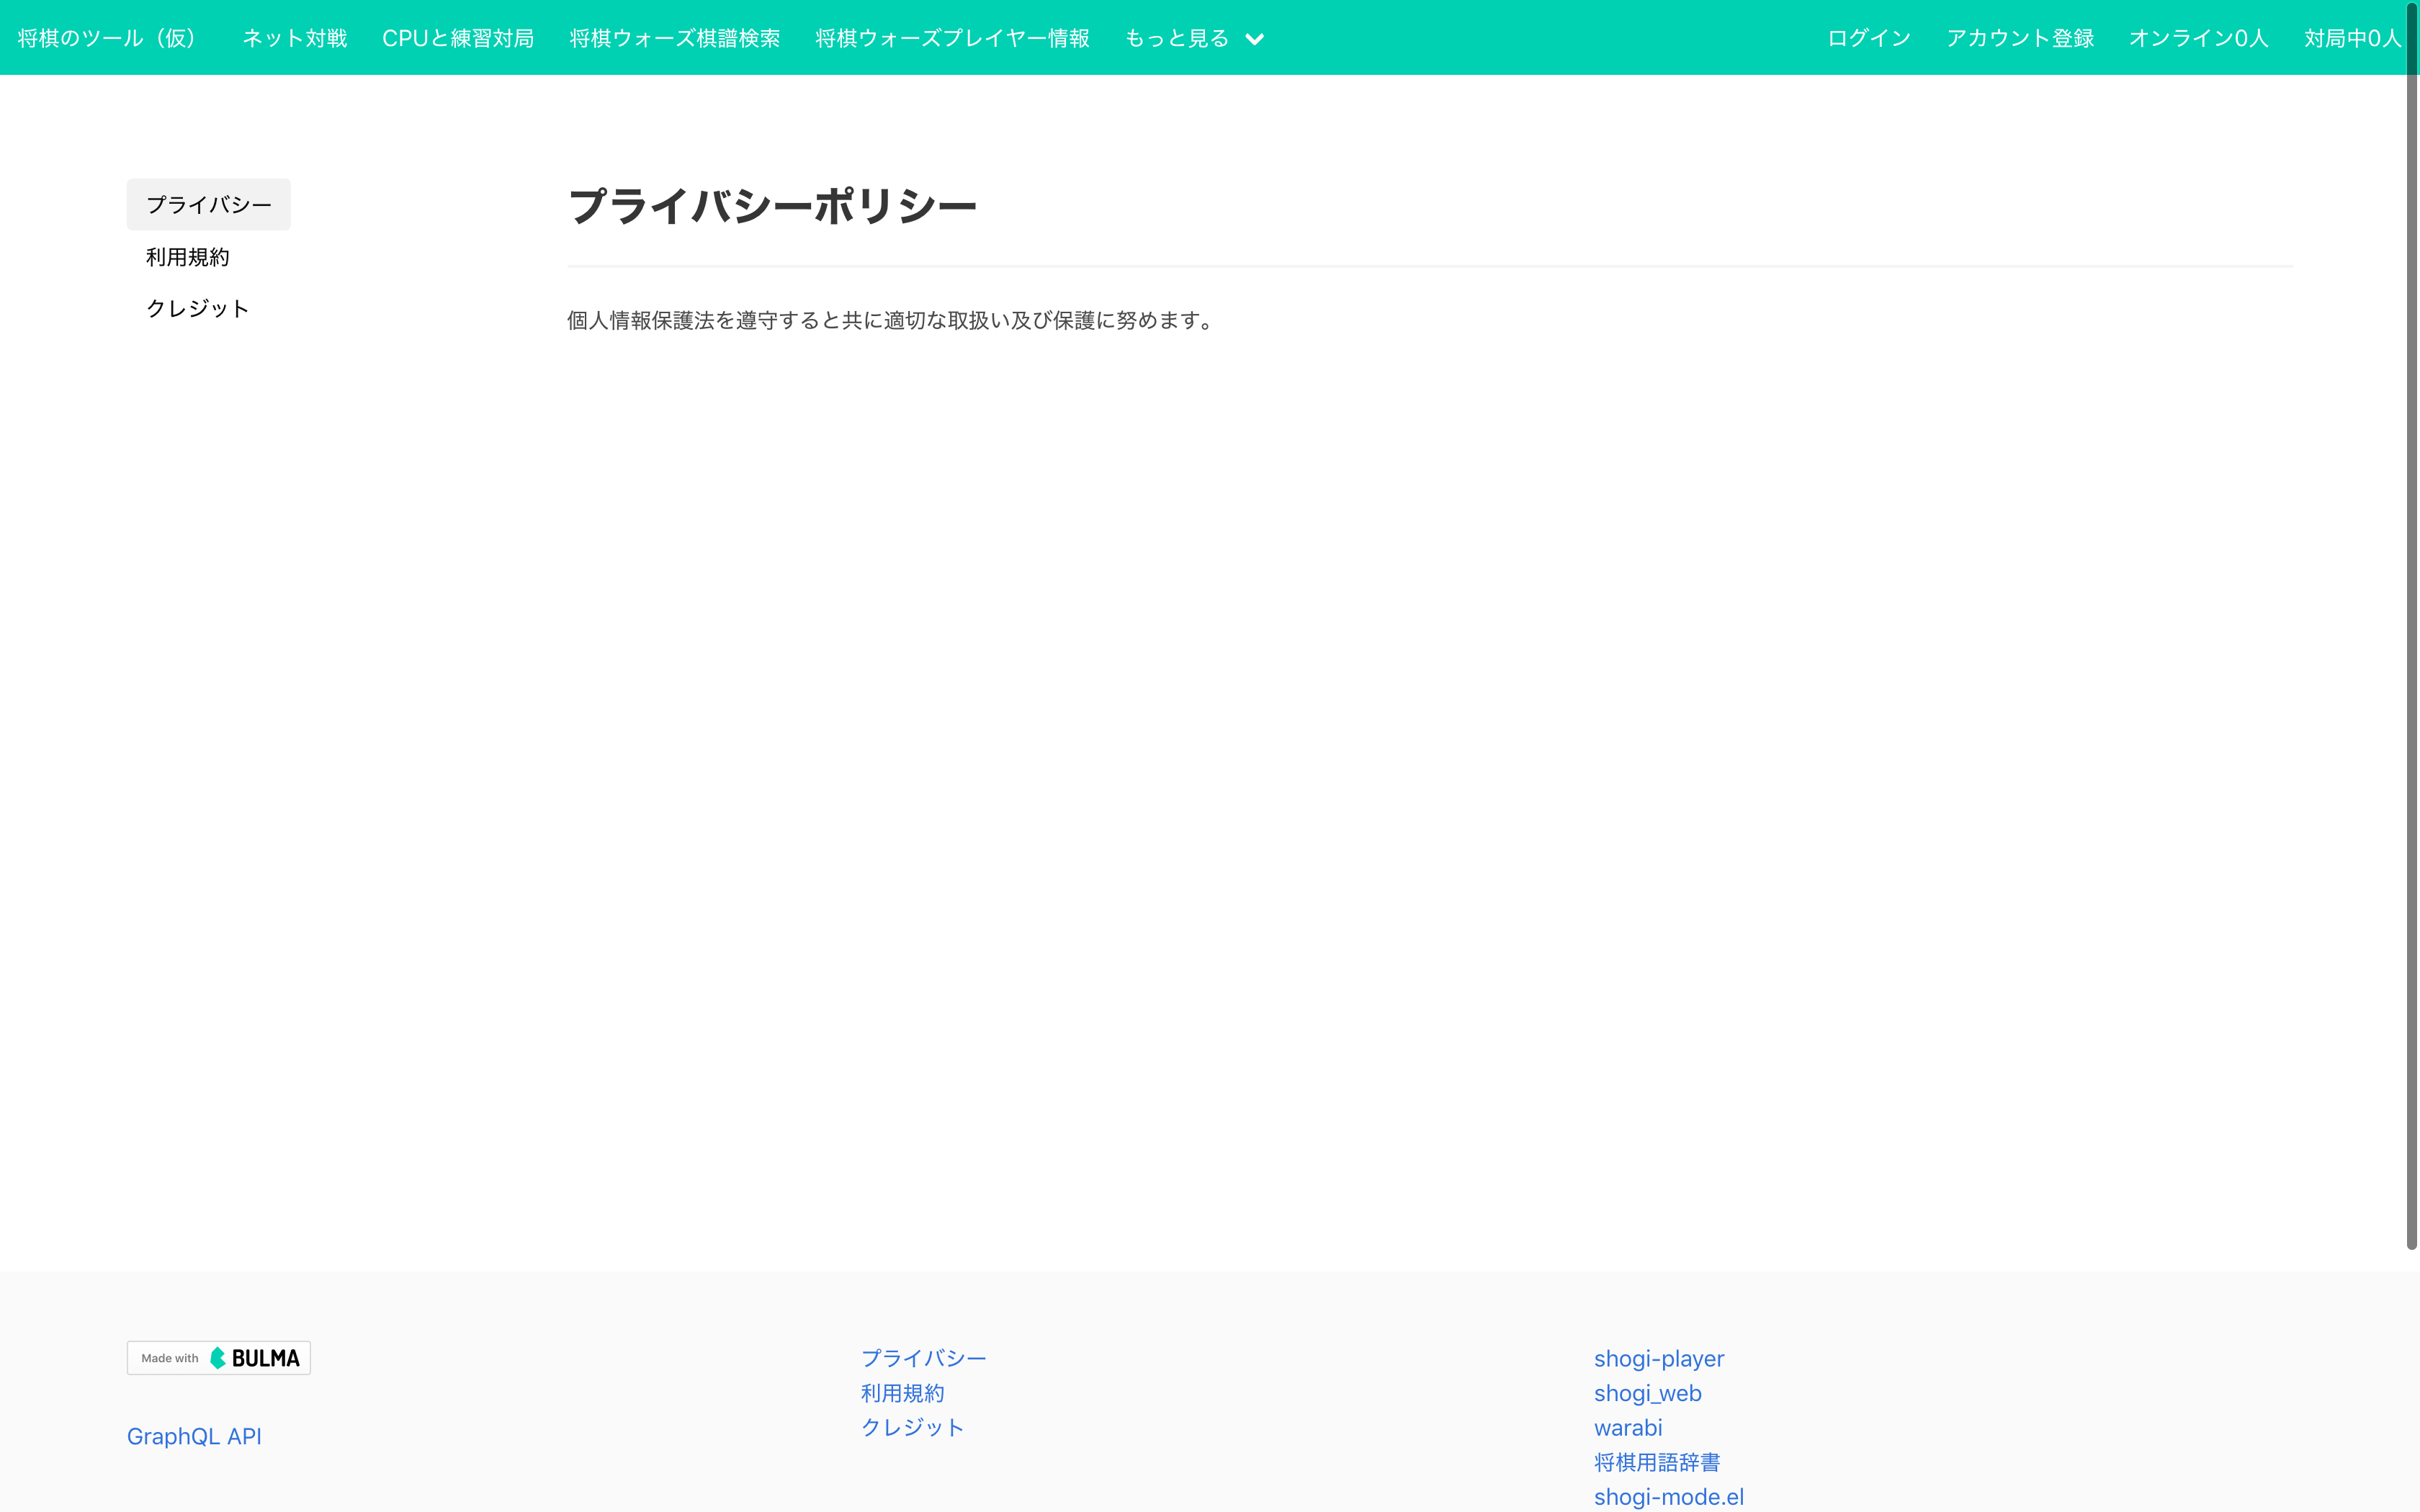 将棋のツール（仮） ネット対戦 CPUと練習対局 将棋ウォーズ棋譜検索 将棋ウォーズプレイヤー情報 もっと見る ログイン アカウント登録 オンライン0人 対局中0人
プライバシー
利用規約
クレジット
プライバシーポリシー
個人情報保護法を遵守すると共に適切な取扱い及び保護に努めます。
Made with BULMA
GraphQL API
プライバシー
利用規約
クレジット
shogi-player
shogi_web
warabi
将棋用語辞書
shogi-mode.el